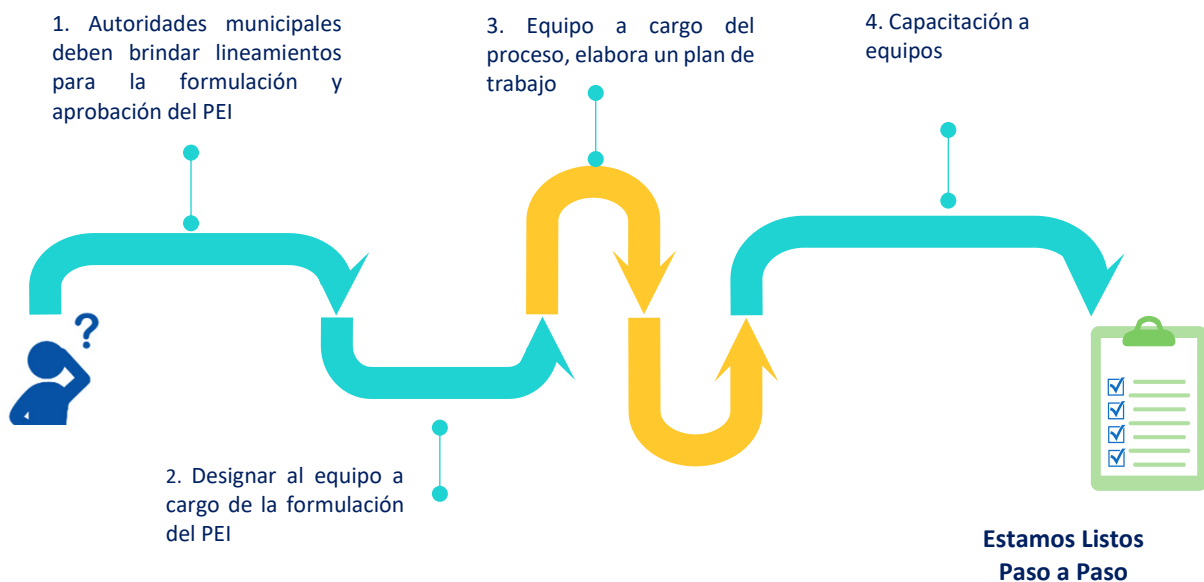 1. Autoridades municipales
deben brindar lineamientos
para la formulación y
aprobación del PEI
2. Designar al equipo a
cargo de la formulación
del PEI
3. Equipo a cargo del
proceso, elabora un plan de
trabajo
4. Capacitación a
equipos
?
Estamos Listos
Paso a Paso